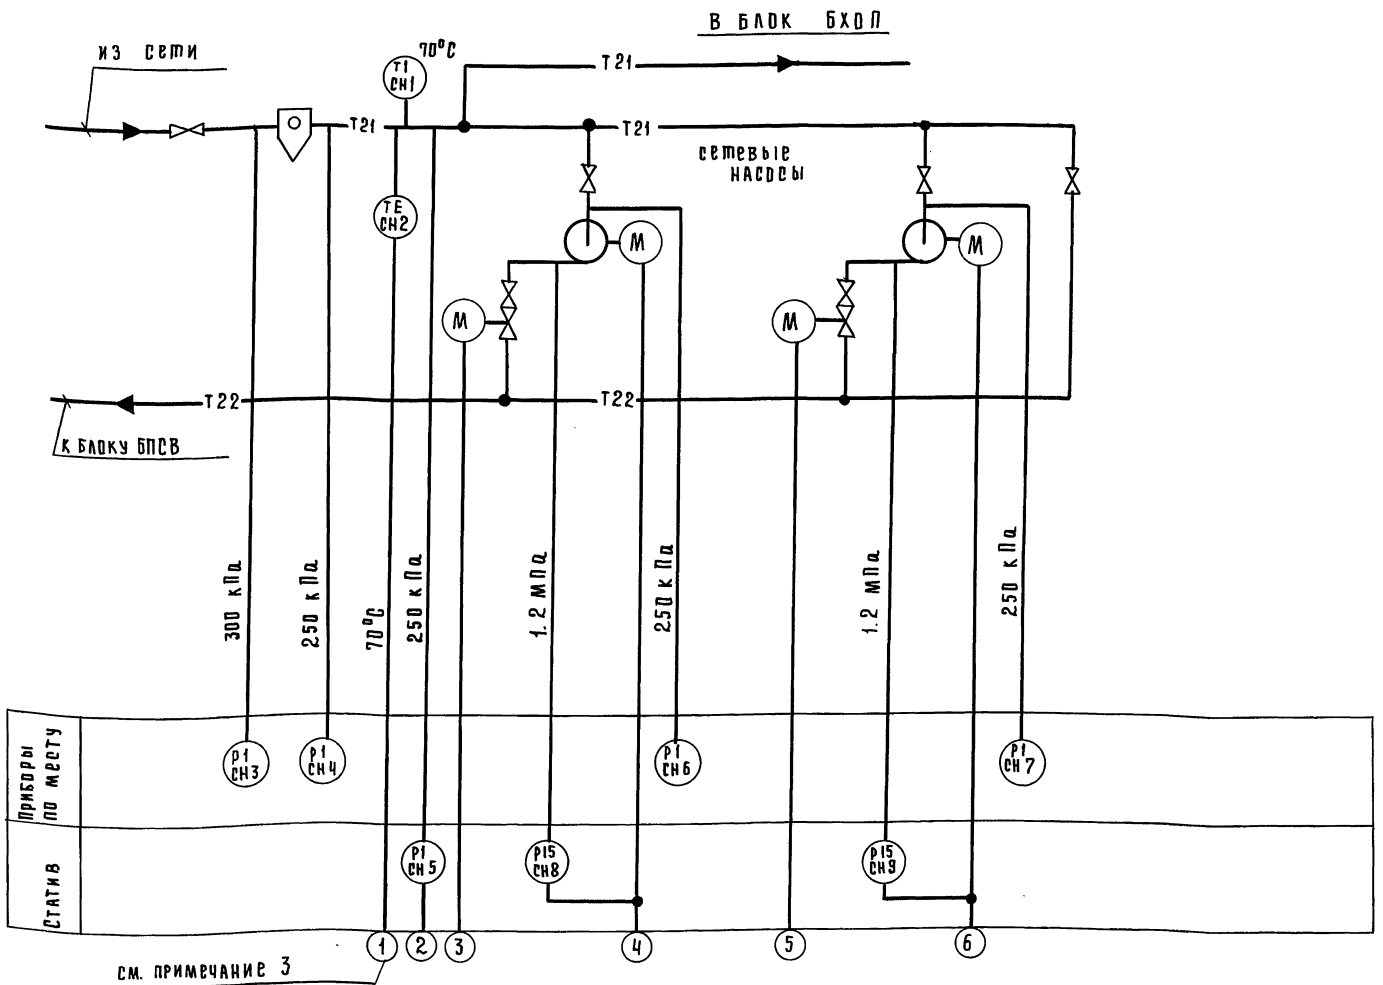 В БЛОК БХОП
ИЗ СЕТИ
70°С
Т1
СН1
Т21
Т21
Т21
СЕТЕВЫЕ
НАСОСЫ
ТЕ
СН2
М
М
М
М
Т22
Т22
К БЛОКУ БПСВ
300 кПа
250 кПа
70°С
250 кПа
1.2 МПа
250 кПа
1.2 МПа
250 кПа
Приборы
по месту
Р1
СН3
Р1
СН4
Р1
СН6
Р1
СН7
Статив
Р1
СН5
Р15
СН8
Р15
СН9
1
2
3
4
5
6
СМ. ПРИМЕЧАНИЕ 3